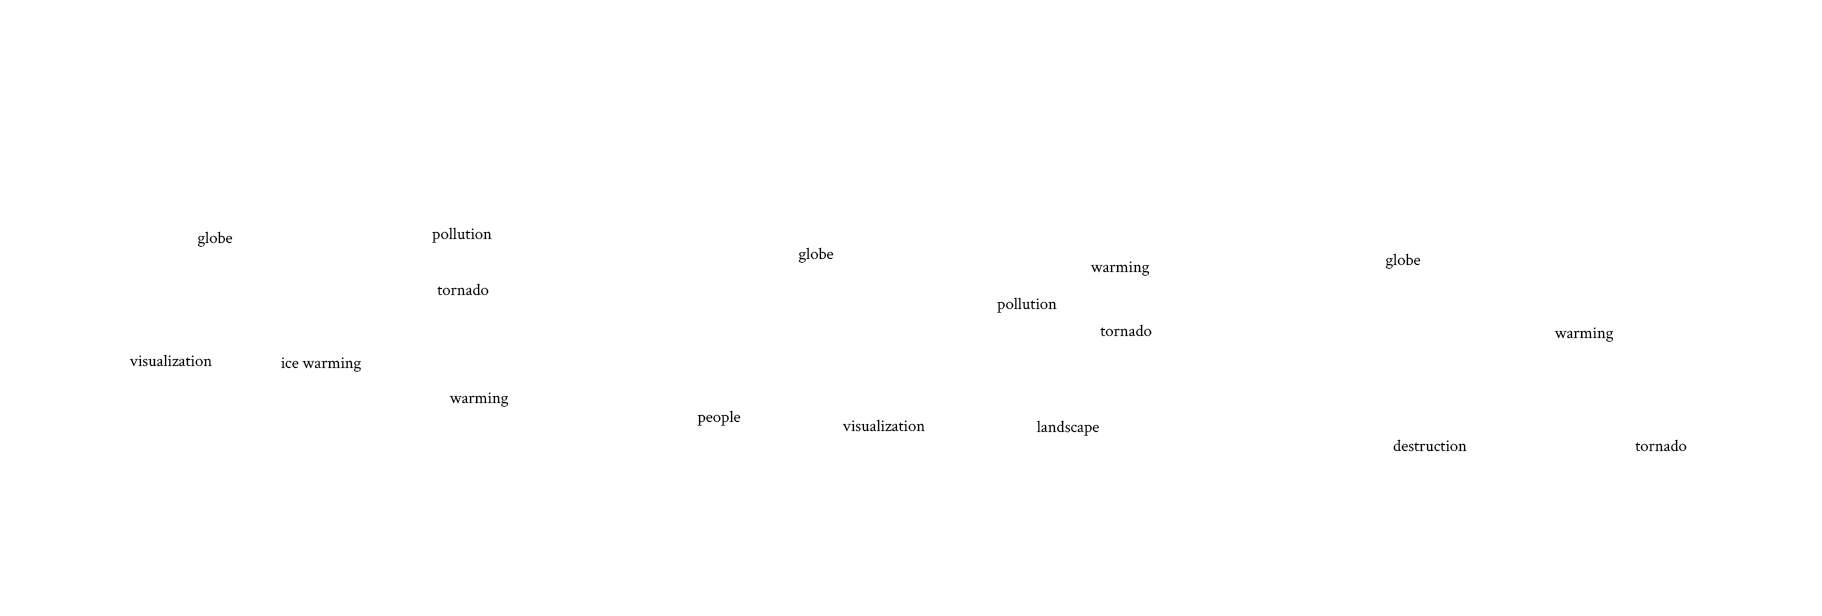 globe
pollution
tornado
visualization
ice warming
warming
globe
warming
pollution
tornado
people
visualization
landscape
globe
warming
destruction
tornado